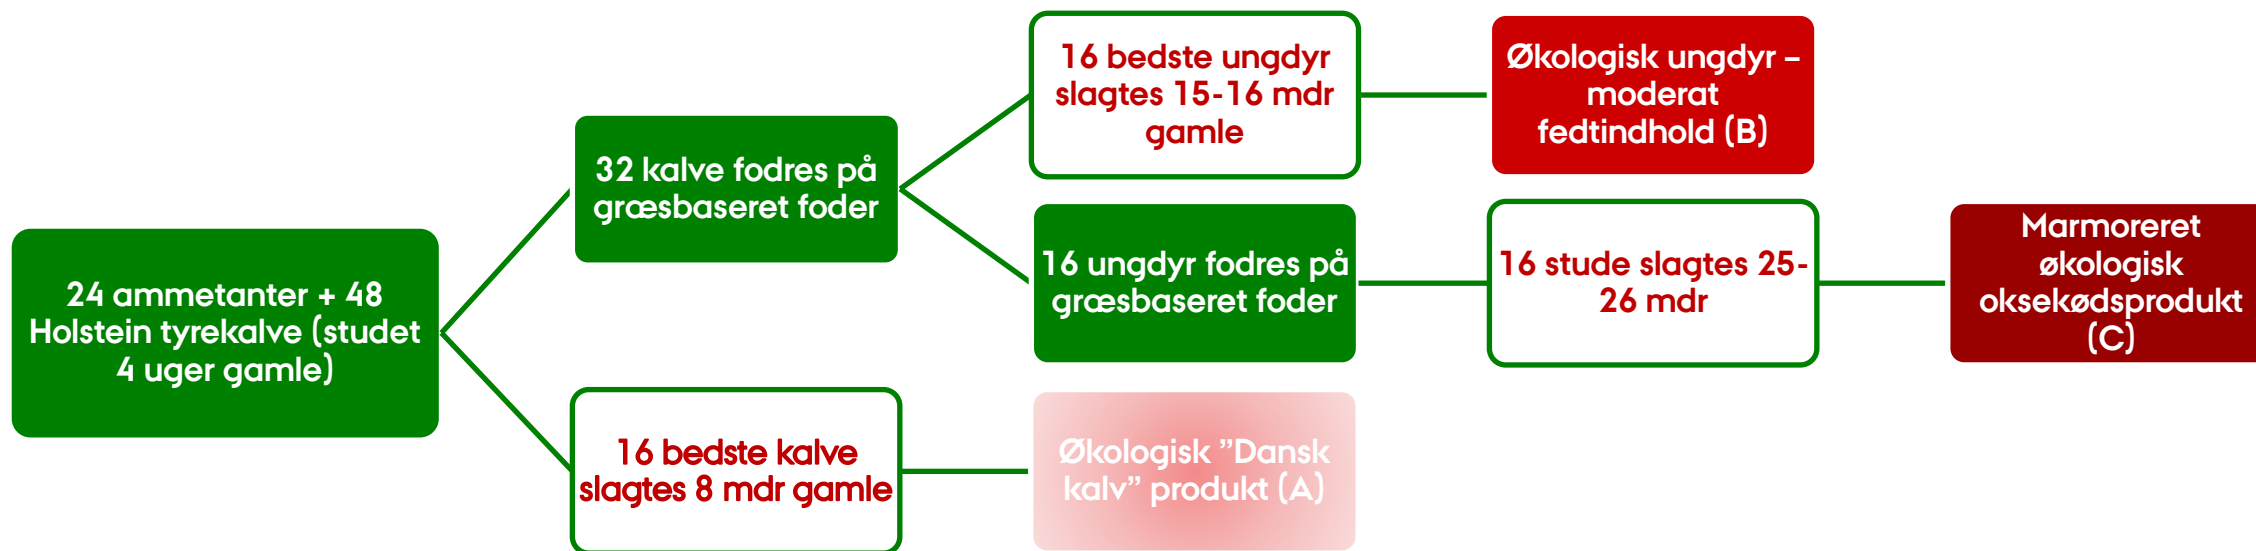 24 ammetanter + 48
Holstein tyrekalve (studet
4 uger gamle)
32 kalve fodres på
græsbaseret foder
16 bedste kalve
slagtes 8 mdr gamle
16 bedste ungdyr
slagtes 15-16 mdr
gamle
16 ungdyr fodres på
græsbaseret foder
Økologisk ”Dansk
kalv” produkt (A)
Økologisk ungdyr –
moderat
fedtindhold (B)
16 stude slagtes 25-
26 mdr
Marmoreret
økologisk
oksekødsprodukt
(C)